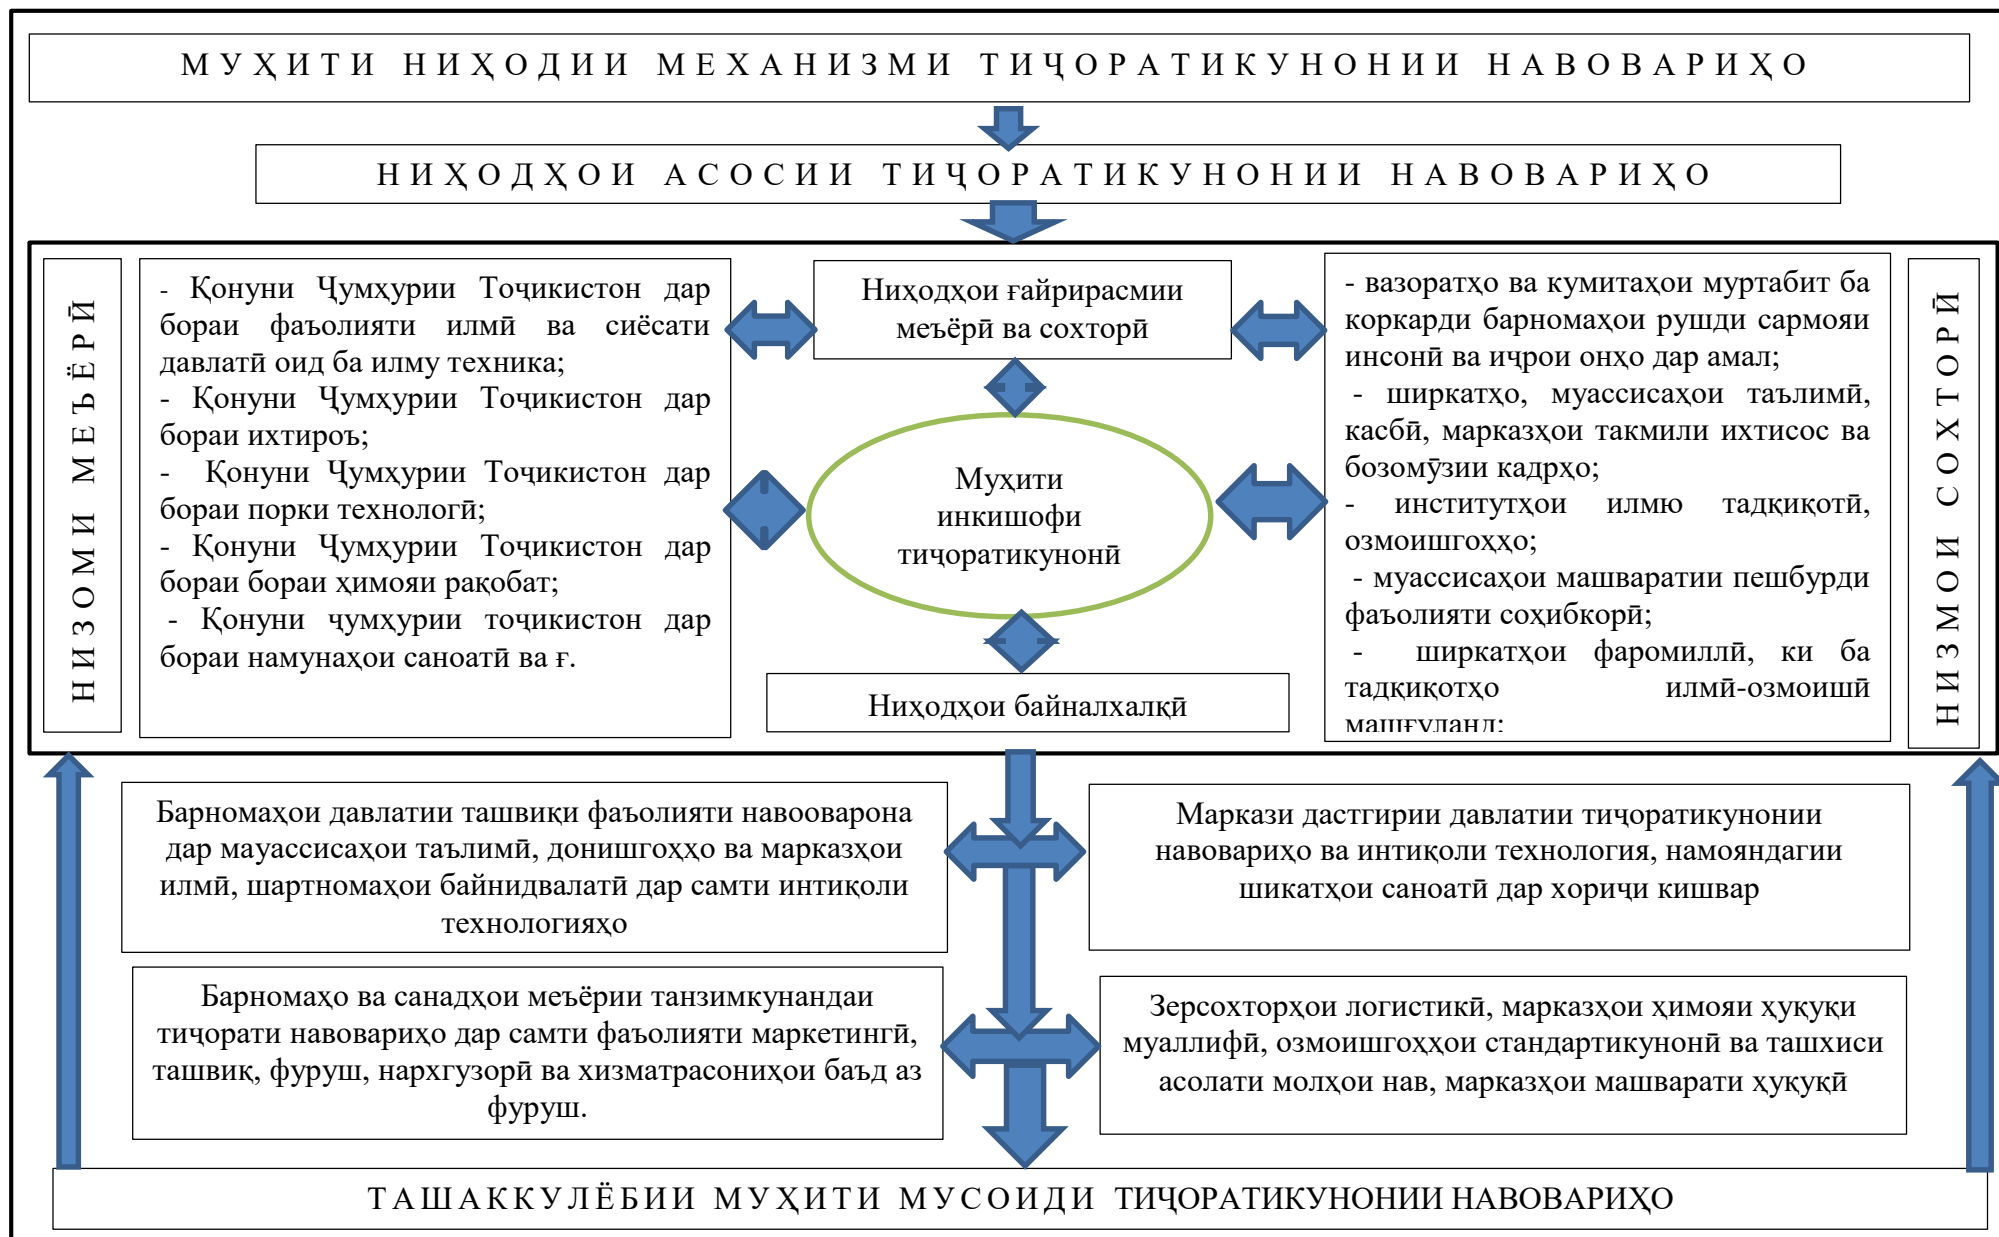 МУҲИТИ НИҲОДИИ МЕХАНИЗМИ ТИҶОРАТИКУНОНИИ НАВОВАРИҲО
НИҲОДҲОИ АСОСИИ ТИҶОРАТИКУНОНИИ НАВОВАРИҲО
НИЗОМИ МЕЪЁРӢ
- Қонуни Ҷумҳурии Тоҷикистон дар
бораи фаъолияти илмӣ ва сиёсати
давлатӣ оид ба илму техника;
- Қонуни Ҷумҳурии Тоҷикистон дар
бораи ихтироъ;
- Қонуни Ҷумҳурии Тоҷикистон дар
бораи порки технологӣ;
- Қонуни Ҷумҳурии Тоҷикистон дар
бораи бораи ҳимояи рақобат;
- Қонуни ҷумҳурии тоҷикистон дар
бораи намунаҳои саноатӣ ва ғ.
Ниҳодҳои ғайрирасмии
меъёрӣ ва сохторӣ
Муҳити
инкишофи
тиҷоратикунонӣ
Ниҳодҳои байналхалқӣ
- вазоратҳо ва кумитаҳои муртабит ба
коркарди барномаҳои рушди сармояи
инсонӣ ва иҷрои онҳо дар амал;
- ширкатҳо, муассисаҳои таълимӣ,
касбӣ, марказҳои такмили ихтисос ва
бозомӯзии кадрҳо;
- институтҳои илмю тадқиқотӣ,
озмоишгоҳҳо;
- муассисаҳои машваратии пешбурди
фаъолияти соҳибкорӣ;
- ширкатҳои фаромиллӣ, ки ба
тадқиқотҳо илмӣ-озмоишӣ
машғуланд;
НИЗМОИ СОХТОРӢ
Барномаҳои давлатии ташвиқи фаъолияти навооварона
дар мауассисаҳои таълимӣ, донишгоҳҳо ва марказҳои
илмӣ, шартномаҳои байнидвалатӣ дар самти интиқоли
технологияҳо
Маркази дастгирии давлатии тиҷоратикунонии
навовариҳо ва интиқоли технология, намояндагии
шикатҳои саноатӣ дар хориҷи кишвар
Барномаҳо ва санадҳои меъёрии танзимкунандаи
тиҷорати навовариҳо дар самти фаъолияти маркетингӣ,
ташвиқ, фуруш, нархгузорӣ ва хизматрасониҳои баъд аз
фуруш.
Зерсохторҳои логистикӣ, марказҳои ҳимояи ҳуқуқи
муаллифӣ, озмоишгоҳҳои стандартикунонӣ ва ташхиси
асолати молҳои нав, марказҳои машварати ҳуқуқӣ
ТАШАККУЛЁБИИ МУҲИТИ МУСОИДИ ТИҶОРАТИКУНОНИИ НАВОВАРИҲО